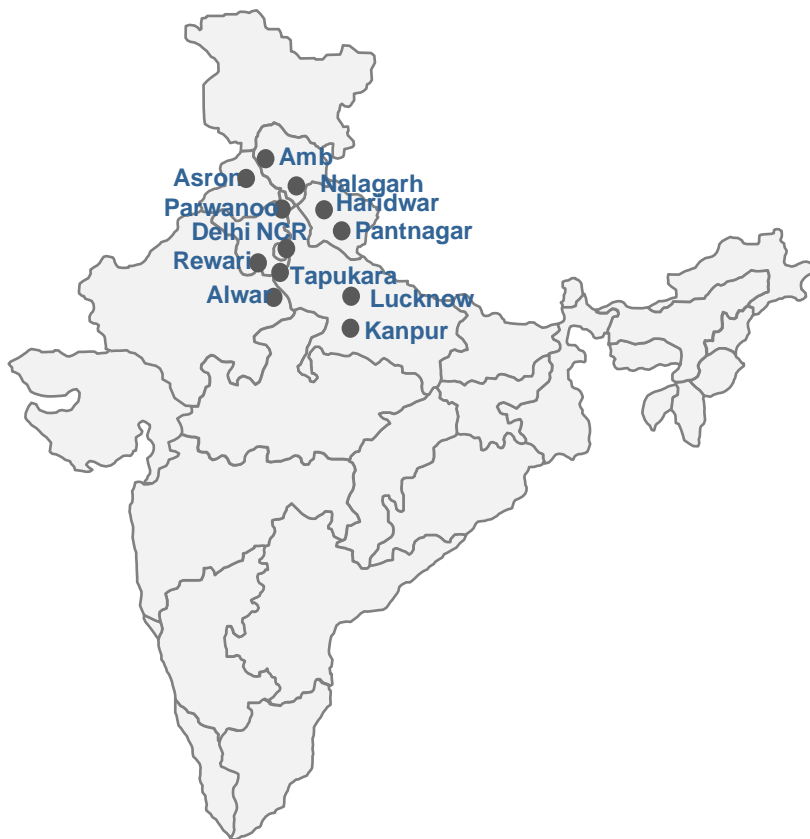 Amb
Asron
Nalagarh
Parwanoo
Haridwar
Delhi NCR
Pantnagar
Rewari
Tapukara
Alwar
Lucknow
Kanpur